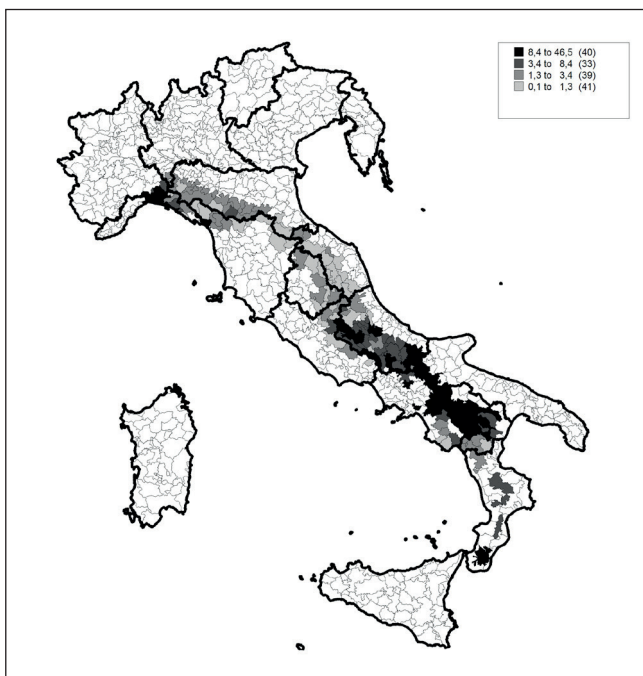 8,4 to 46,5 (40)
3,4 to 8,4 (33)
1,3 to 3,4 (39)
0,1 to 1,3 (41)